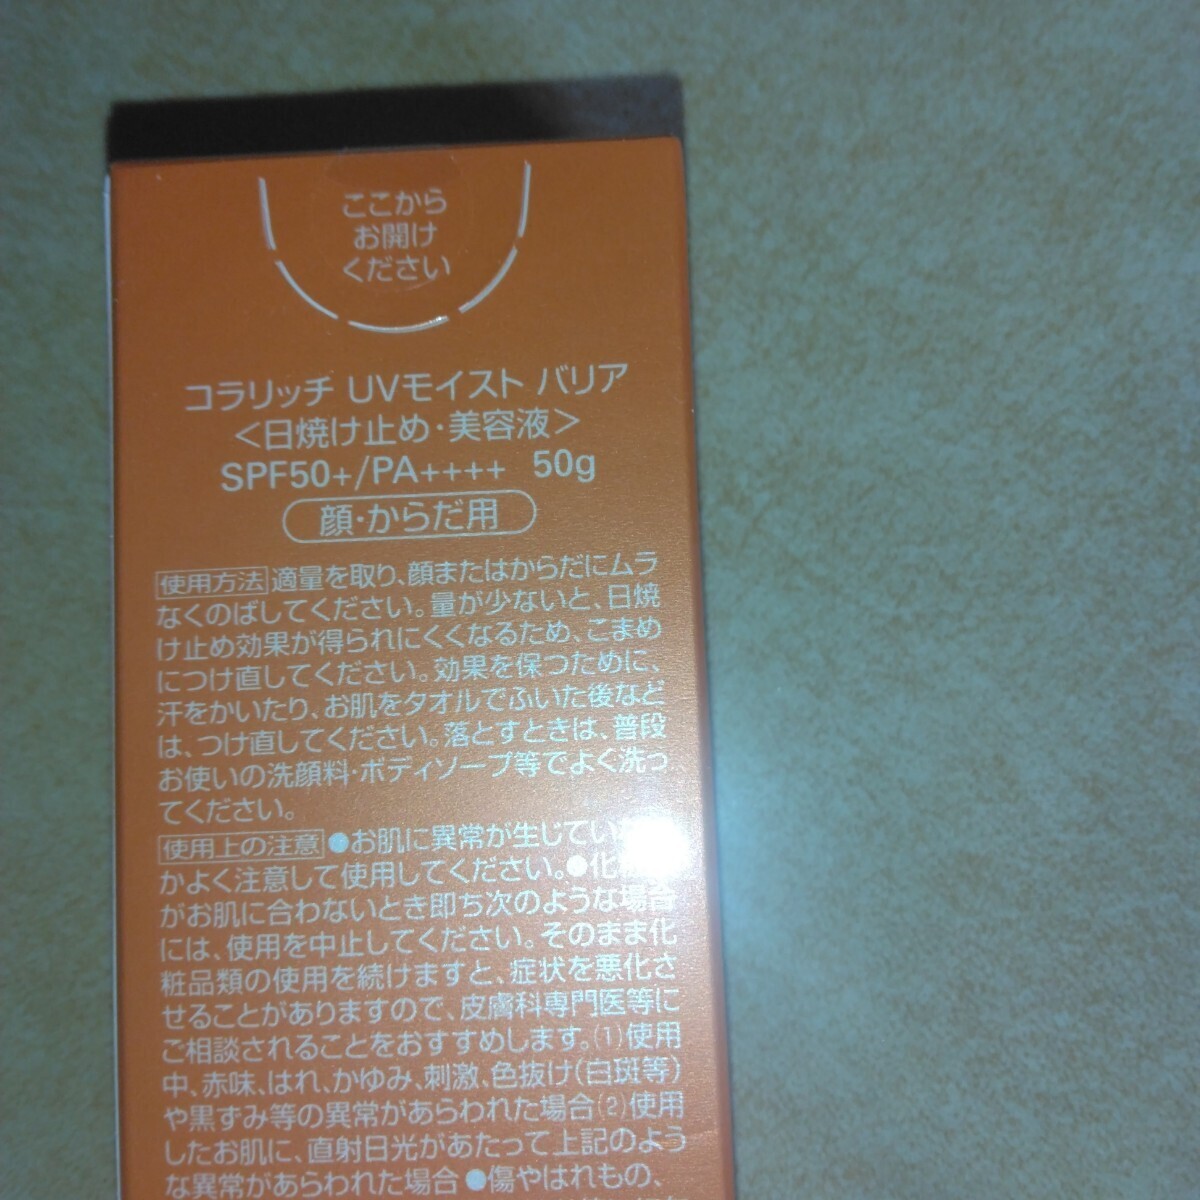 ここから
お開け
ください
コラリッチ UVモイスト バリア
＜日焼け止め・美容液＞
SPF50+/PA++++ 50g
顔・からだ用
使用方法 適量を取り、顔またはからだにムラ
なくのばしてください。量が少ないと、日焼
け止め効果が得られにくくなるため、こまめ
につけ直してください。効果を保つために、
汗をかいたり、お肌をタオルでふいた後など
は、つけ直してください。落とすときは、普段
お使いの洗顔料・ボディソープ等でよく洗っ
てください。
使用上の注意 ●お肌に異常が生じていない
かよく注意して使用してください。●化
がお肌に合わないとき即ち次のような場合
には、使用を中止してください。そのまま化
粧品類の使用を続けますと、症状を悪化さ
せることがありますので、皮膚科専門医等に
ご相談されることをおすすめします。(1)使用
中、赤味、はれ、かゆみ、刺激、色抜け(白斑等)
や黒ずみ等の異常があらわれた場合(2)使用
したお肌に、直射日光があたって上記のよう
な異常があらわれた場合 ●傷やはれもの、